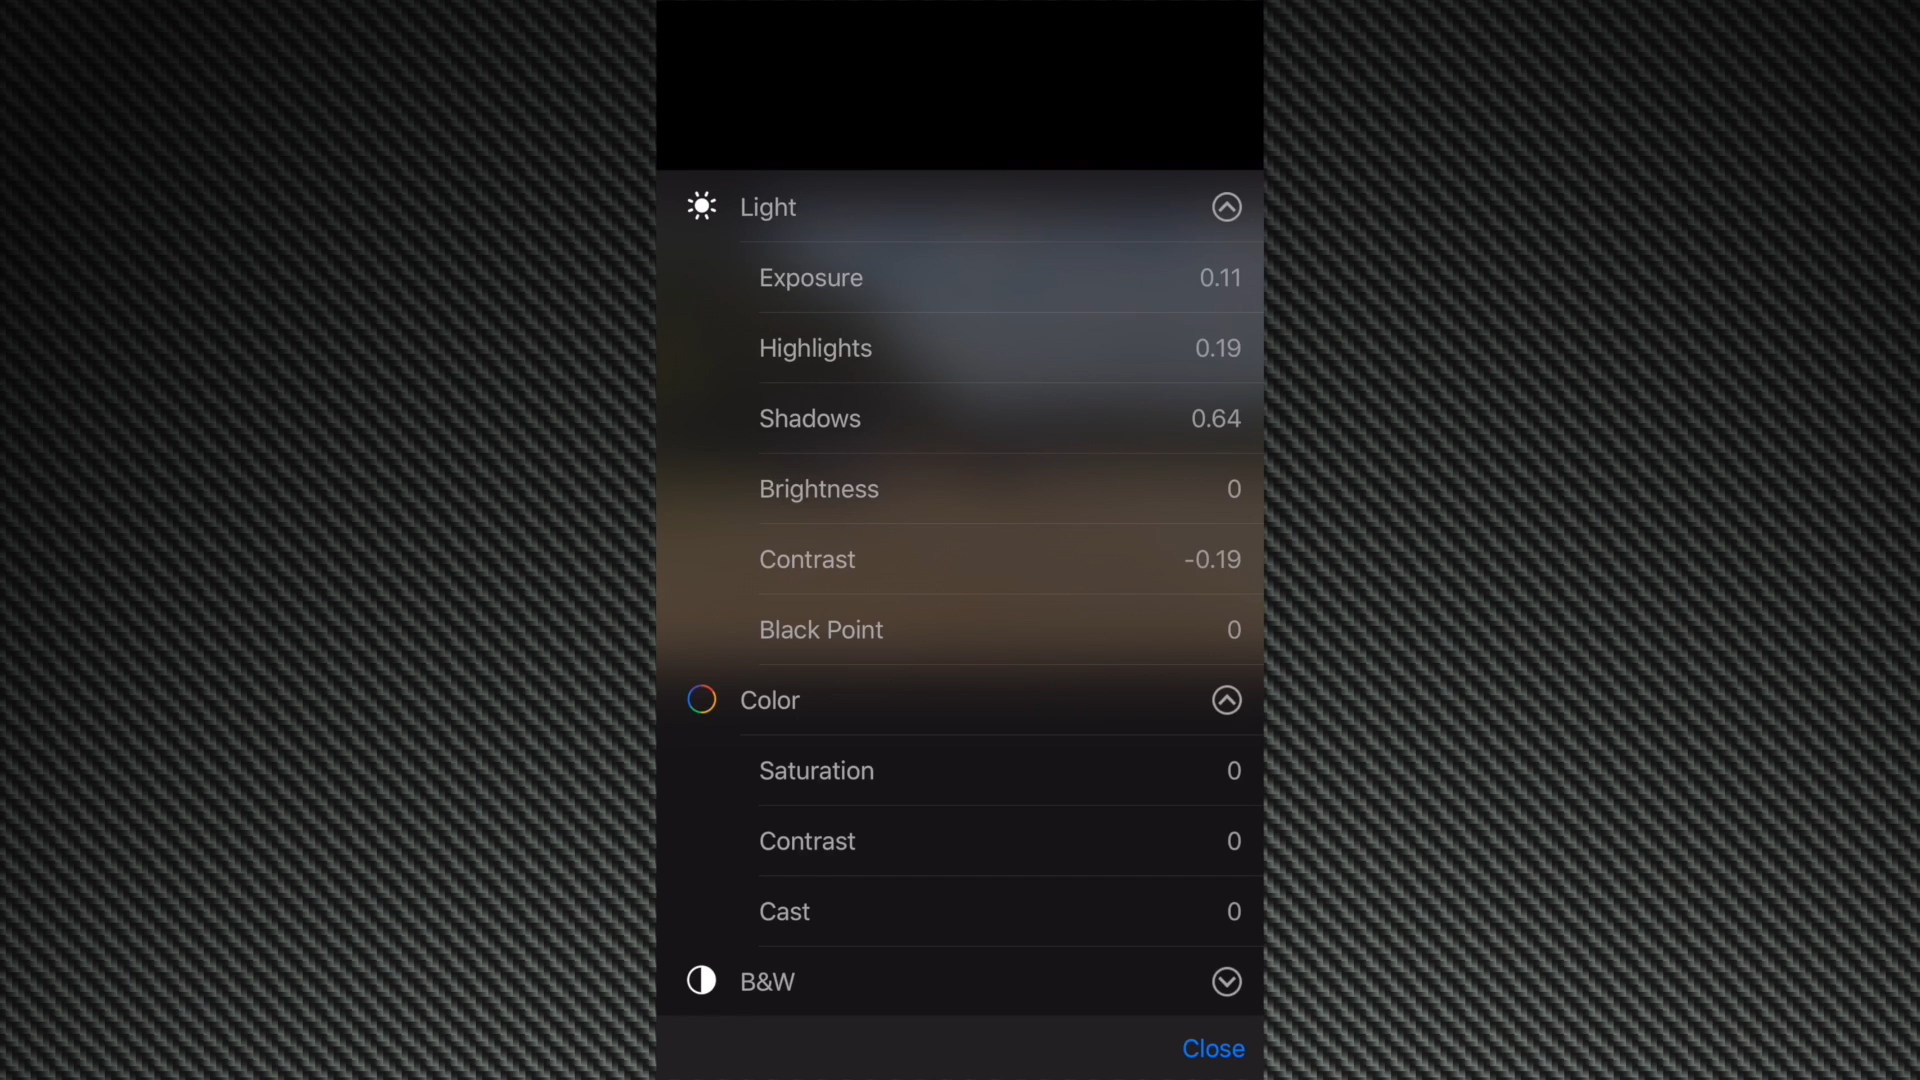 Light
Exposure 0.11
Highlights 0.19
Shadows 0.64
Brightness 0
Contrast -0.19
Black Point 0
Color
Saturation 0
Contrast 0
Cast 0
B&W
Close